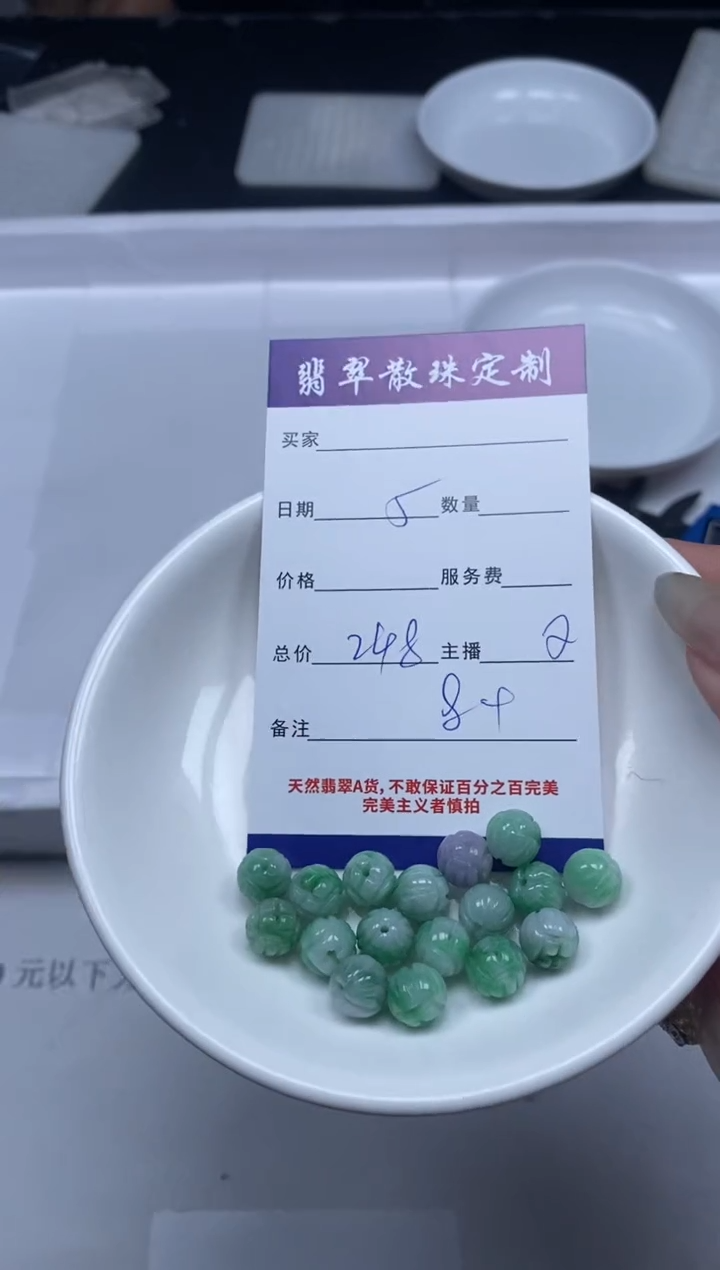 翡翠散珠定制
买家
日期 5 数量
价格 服务费
总价 248 主播 2
84
备注
天然翡翠A货,不敢保证百分之百完美
完美主义者慎拍
元以下